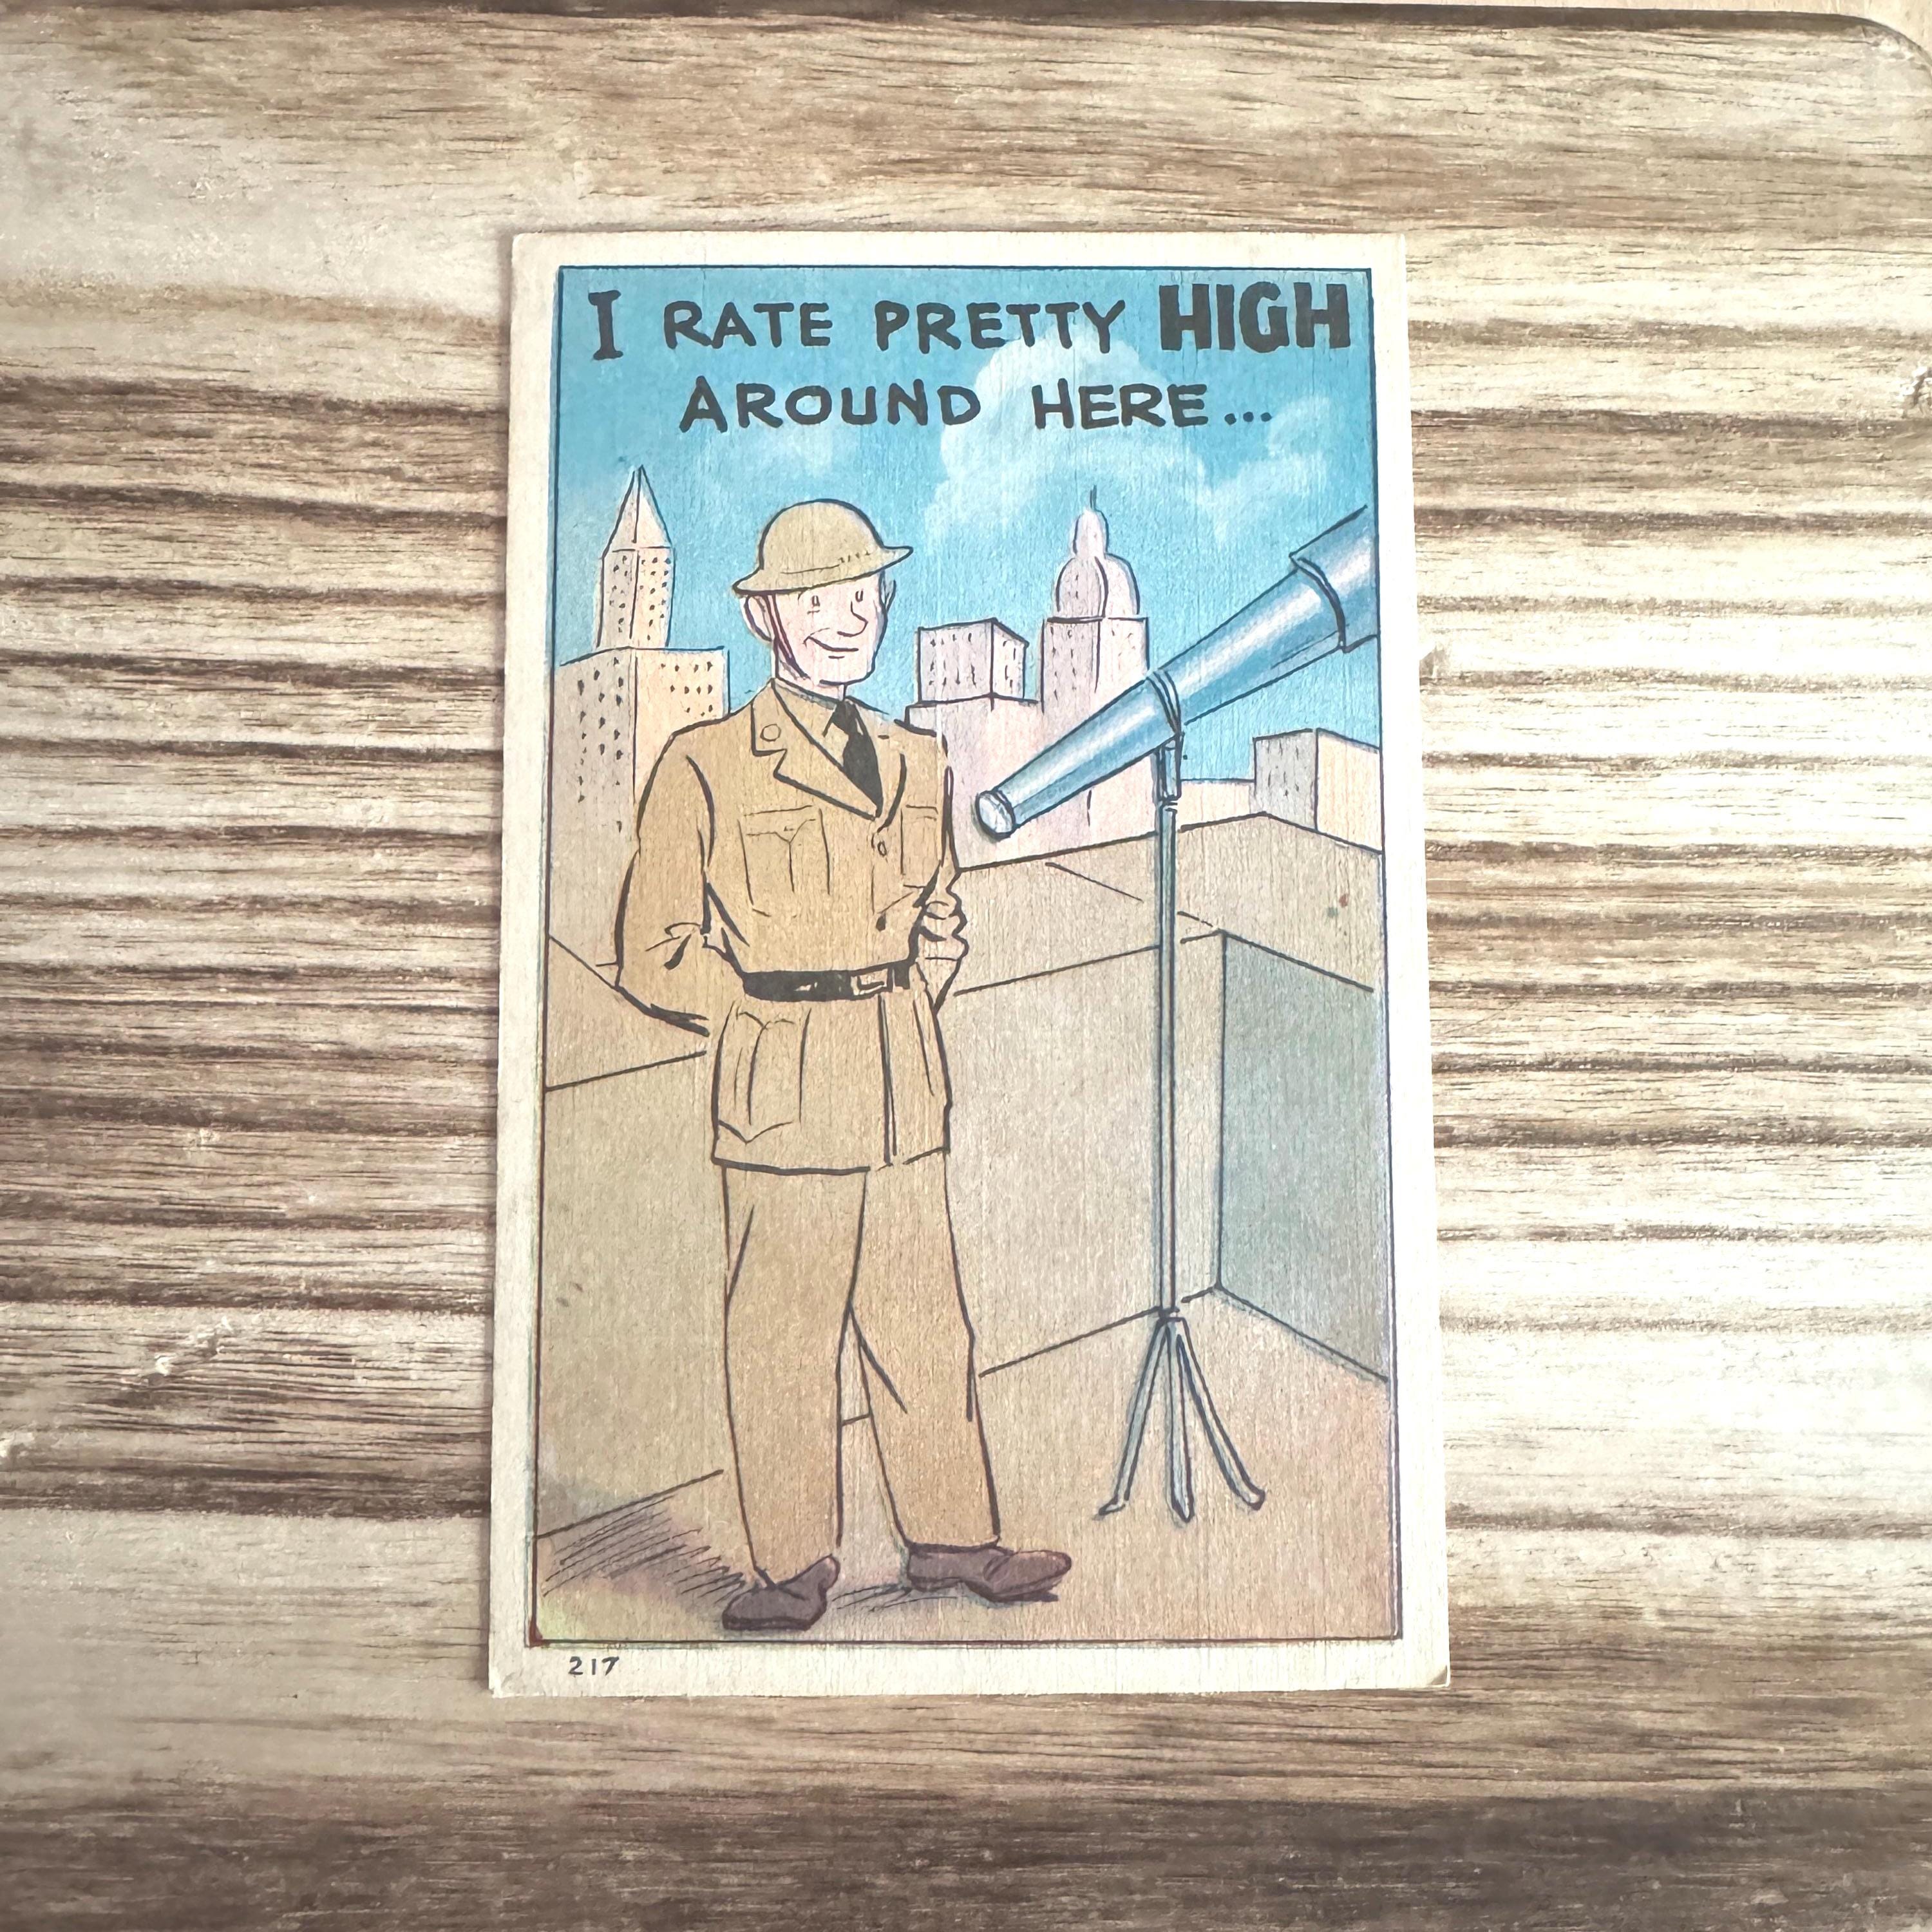 I RATE PRETTY HIGH
AROUND HERE...
217